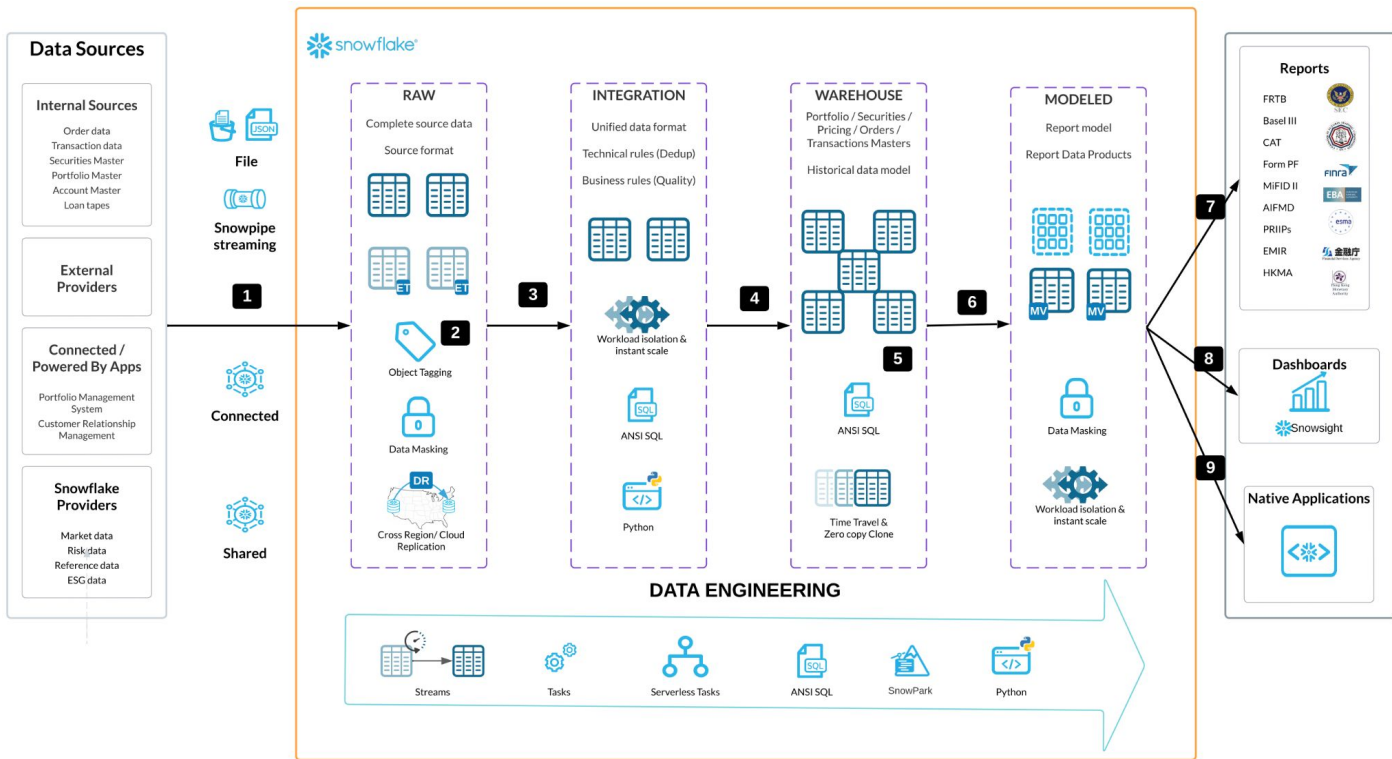 Data Sources
Internal Sources
Order data
Transaction data
Securities Master
Portfolio Master
Account Master
Loan tapes
External
Providers
Connected /
Powered By Apps
Portfolio Management
System
Customer Relationship
Management
Snowflake
Providers
Market data
Risk data
Reference data
ESG data
JSON
File
Snowpipe
streaming
1
Connected
Shared
snowflake®
RAW
Complete source data
Source format
ET
ET
2
Object Tagging
Data Masking
DR
Cross Region/ Cloud
Replication
3
INTEGRATION
Unified data format
Technical rules (Dedup)
Business rules (Quality)
Workload isolation &
instant scale
SQL
ANSI SQL
</>
Python
4
WAREHOUSE
Portfolio / Securities /
Pricing / Orders /
Transactions Masters
Historical data model
5
SQL
ANSI SQL
Time Travel &
Zero copy Clone
6
MODELED
Report model
Report Data Products
MV
MV
Data Masking
Workload isolation &
instant scale
DATA ENGINEERING
Streams
Tasks
Serverless Tasks
SQL
ANSI SQL
SnowPark
</>
Python
7
8
9
Reports
FRTB
Basel III
CAT
Form PF
MiFID II
AIFMD
PRIIPs
EMIR
HKMA
SEC
Finra
EBA
esma
金融庁
Financial Services Agency
Hong Kong
Monetary
Authority
Dashboards
Snowsight
Native Applications